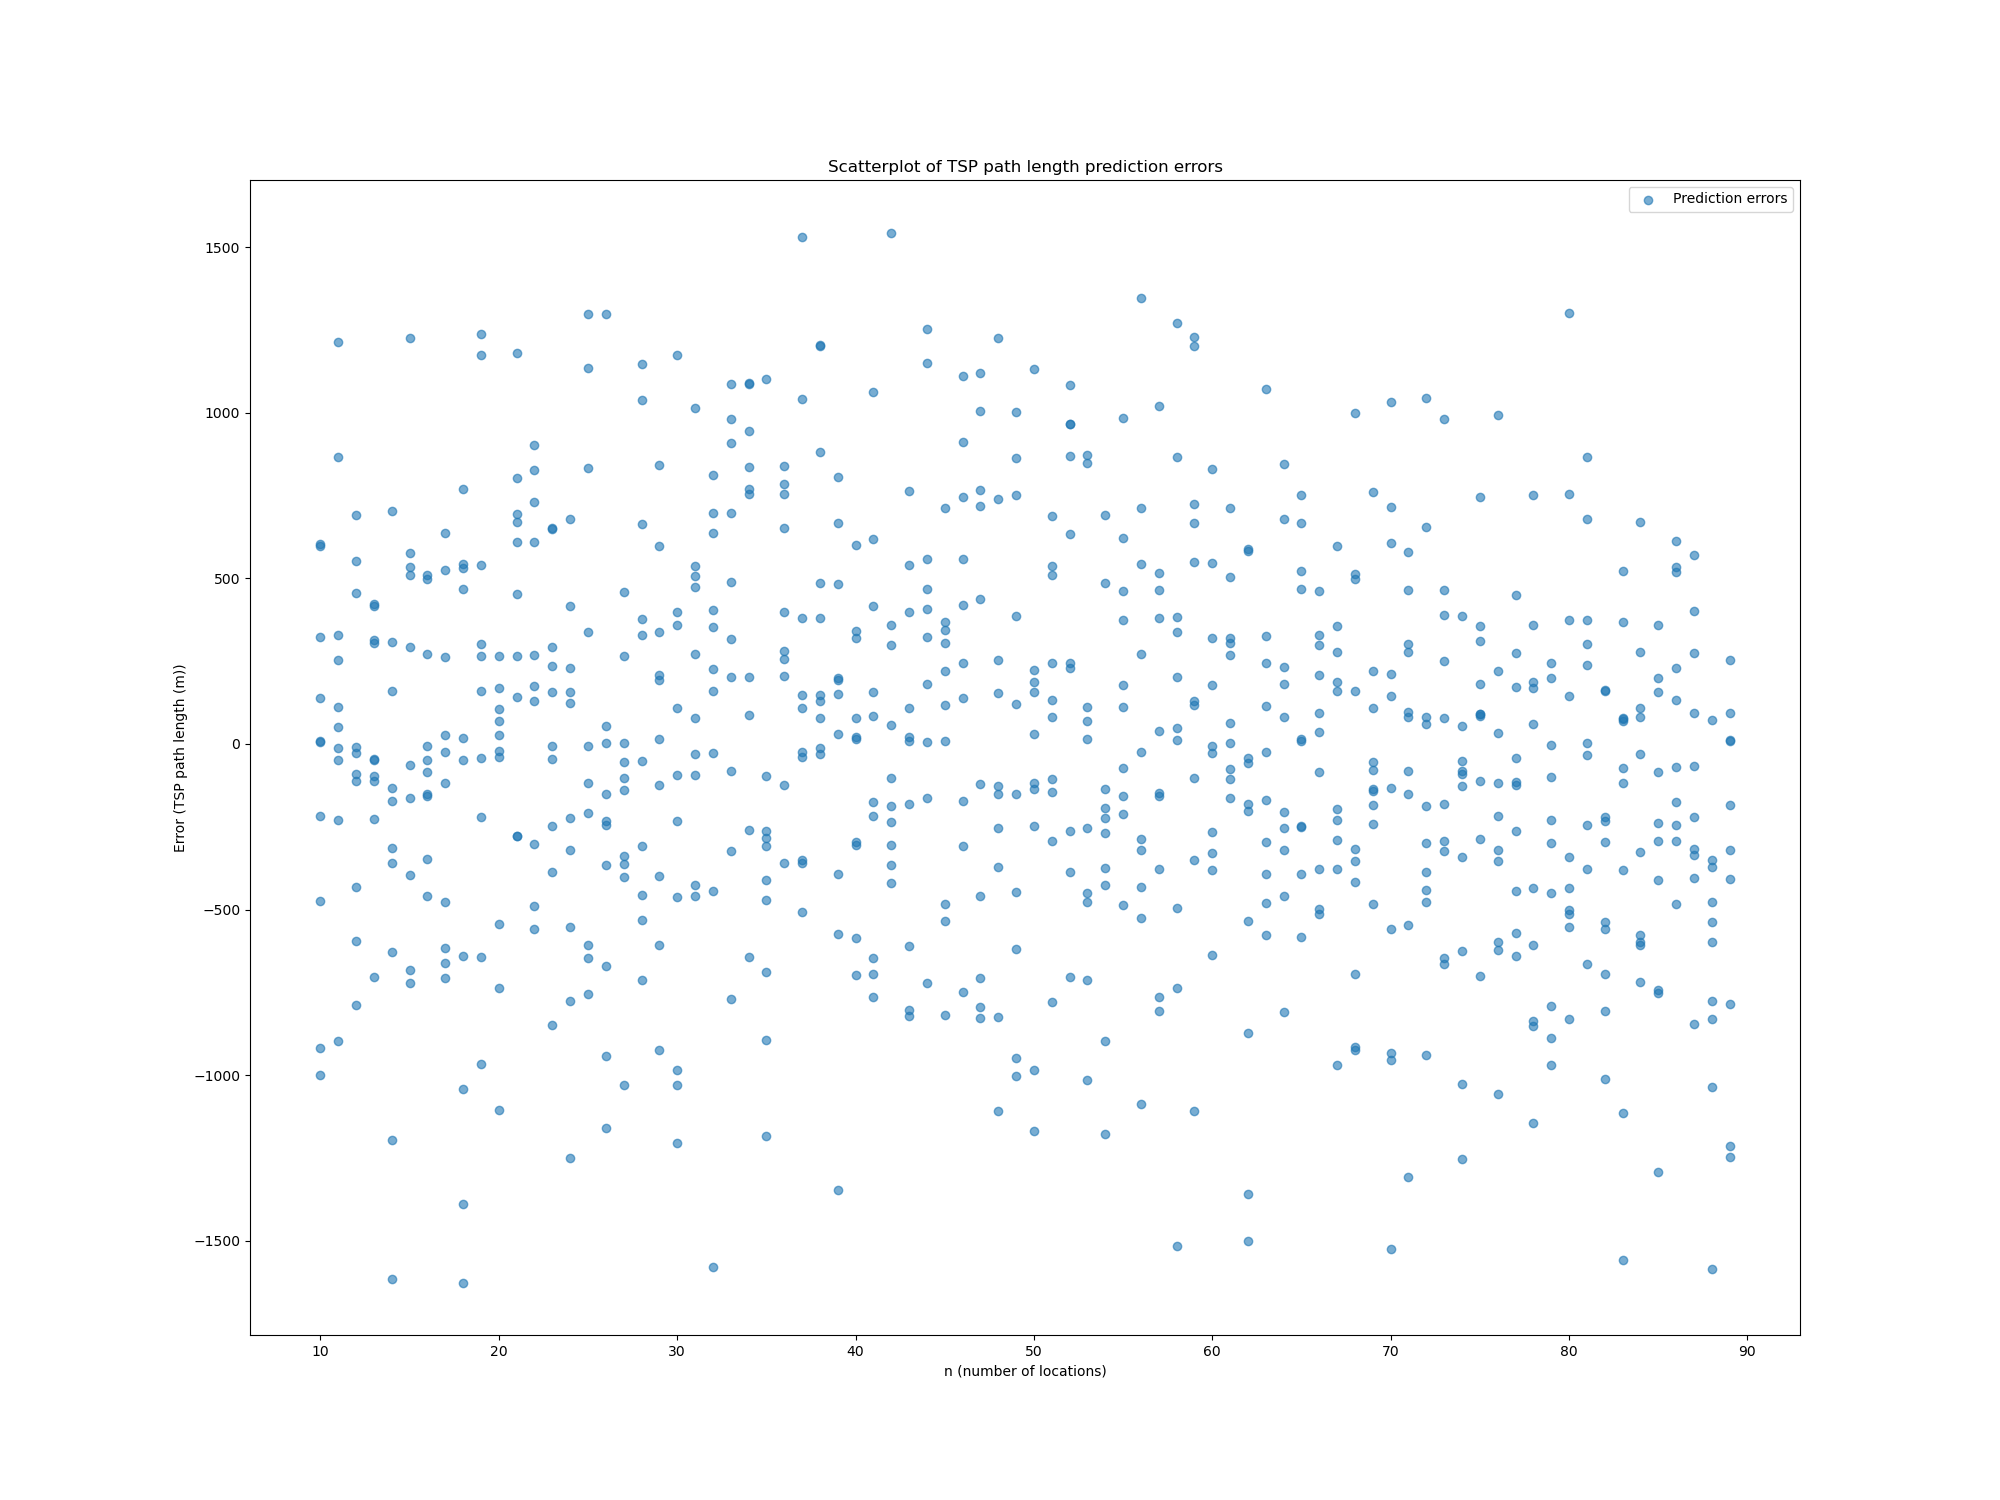 Scatterplot of TSP path length prediction errors
Prediction errors
1500
1000
500
0
−500
−1000
−1500
Error (TSP path length (m))
10 20 30 40 50 60 70 80 90
n (number of locations)